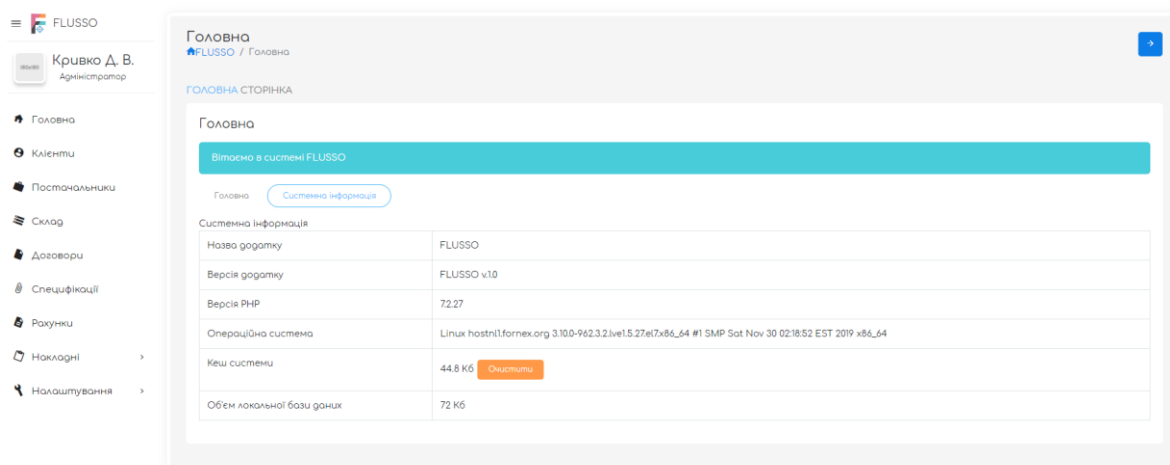 FLUSSO
Кривко Д. В.
Адміністратор
Головна
Клієнти
Постачальники
Склад
Договори
Специфікації
Рахунки
Накладні
Налаштування
Головна
FLUSSO / Головна
ГОЛОВНА СТОРІНКА
Головна
Вітаємо в системі FLUSSO
Головна Системна інформація
Системна інформація
Назва додатку FLUSSO
Версія додатку FLUSSO v.1.0
Версія PHP 7.2.27
Операційна система Linux hostnl1.fornex.org 3.10.0-962.3.2.lve1.5.27.el7.x86_64 #1 SMP Sat Nov 30 02:18:52 EST 2019 x86_64
Кеш системи 44.8 Кб Очистити
Об'єм локальної бази даних 72 Кб